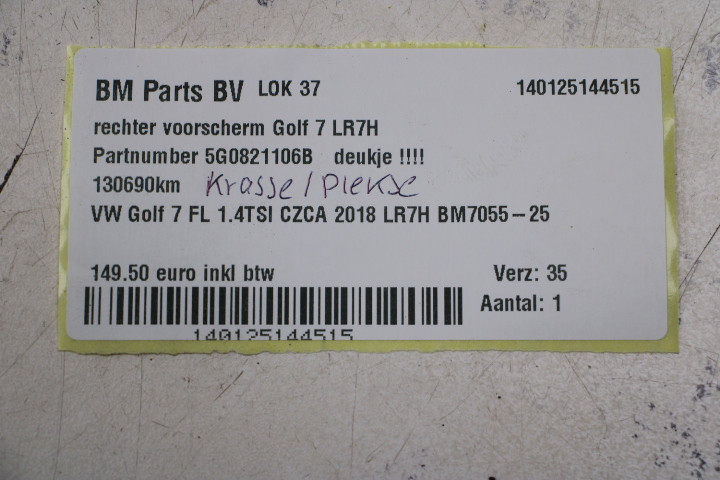 BM Parts BV LOK 37 140125144515
rechter voorscherm Golf 7 LR7H
Partnumber 5G0821106B deukje !!!!
130690km Krasse/Plekse
VW Golf 7 FL 1.4TSI CZCA 2018 LR7H BM7055-25
149.50 euro inkl btw Verz: 35
Aantal: 1
140125144515